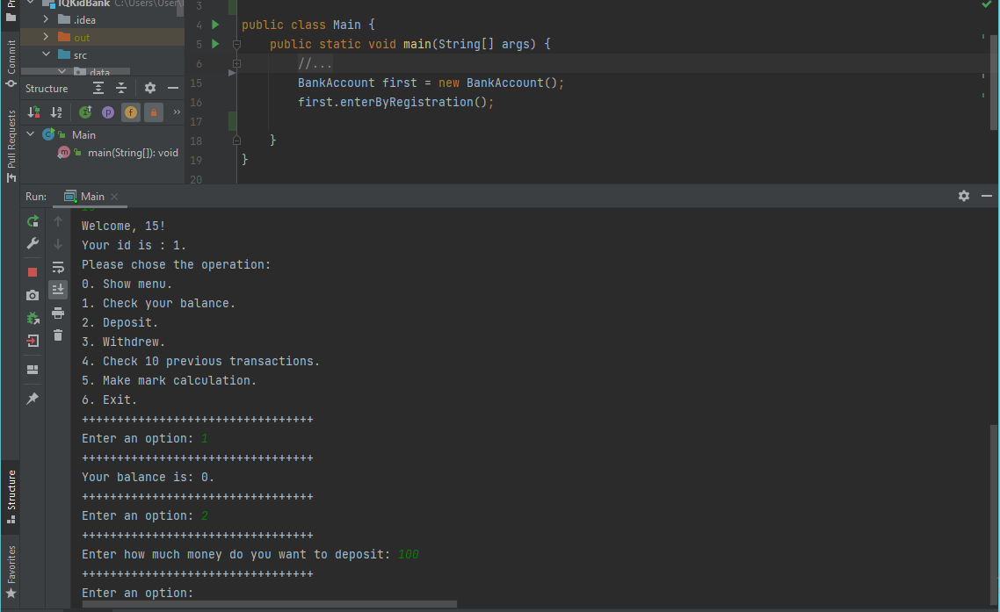 IQKidBank C:\Users\User\
.idea
out
src
data
Structure
Main
main(String[]): void
Commit
Pull Requests
Structure
Favorites
3
4 public class Main {
5 public static void main(String[] args) {
6 //...
15 BankAccount first = new BankAccount();
16 first.enterByRegistration();
17
18 }
19 }
20
Run: Main
15
Welcome, 15!
Your id is : 1.
Please chose the operation:
0. Show menu.
1. Check your balance.
2. Deposit.
3. Withdrew.
4. Check 10 previous transactions.
5. Make mark calculation.
6. Exit.
+++++++++++++++++++++++++++++++++
Enter an option: 1
+++++++++++++++++++++++++++++++++
Your balance is: 0.
+++++++++++++++++++++++++++++++++
Enter an option: 2
+++++++++++++++++++++++++++++++++
Enter how much money do you want to deposit: 100
+++++++++++++++++++++++++++++++++
Enter an option: